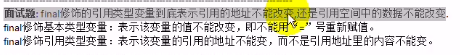 面试题: final修饰的引用类型变量到底表示引用的地址不能改变,还是引用空间中的数据不能改变.
final修饰基本类型变量：表示该变量的值不能改变，即不能用“=”号重新赋值。
final修饰引用类型变量：表示该变量的引用的地址不能变，而不是引用地址里的内容不能变。